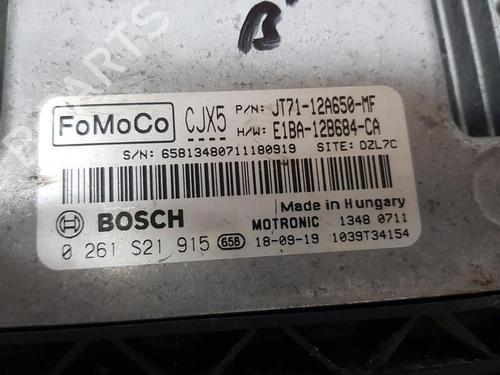 B
B PARTS
FoMoCo CJX5 P/N: JT71-12A650-MF
H/W: E1BA-12B684-CA
S/N: 65813480711180919 SITE: DZL7C
Made in Hungary
BOSCH MOTRONIC 1348 0711
0 261 S21 915 658 18-09-19 1039T34154